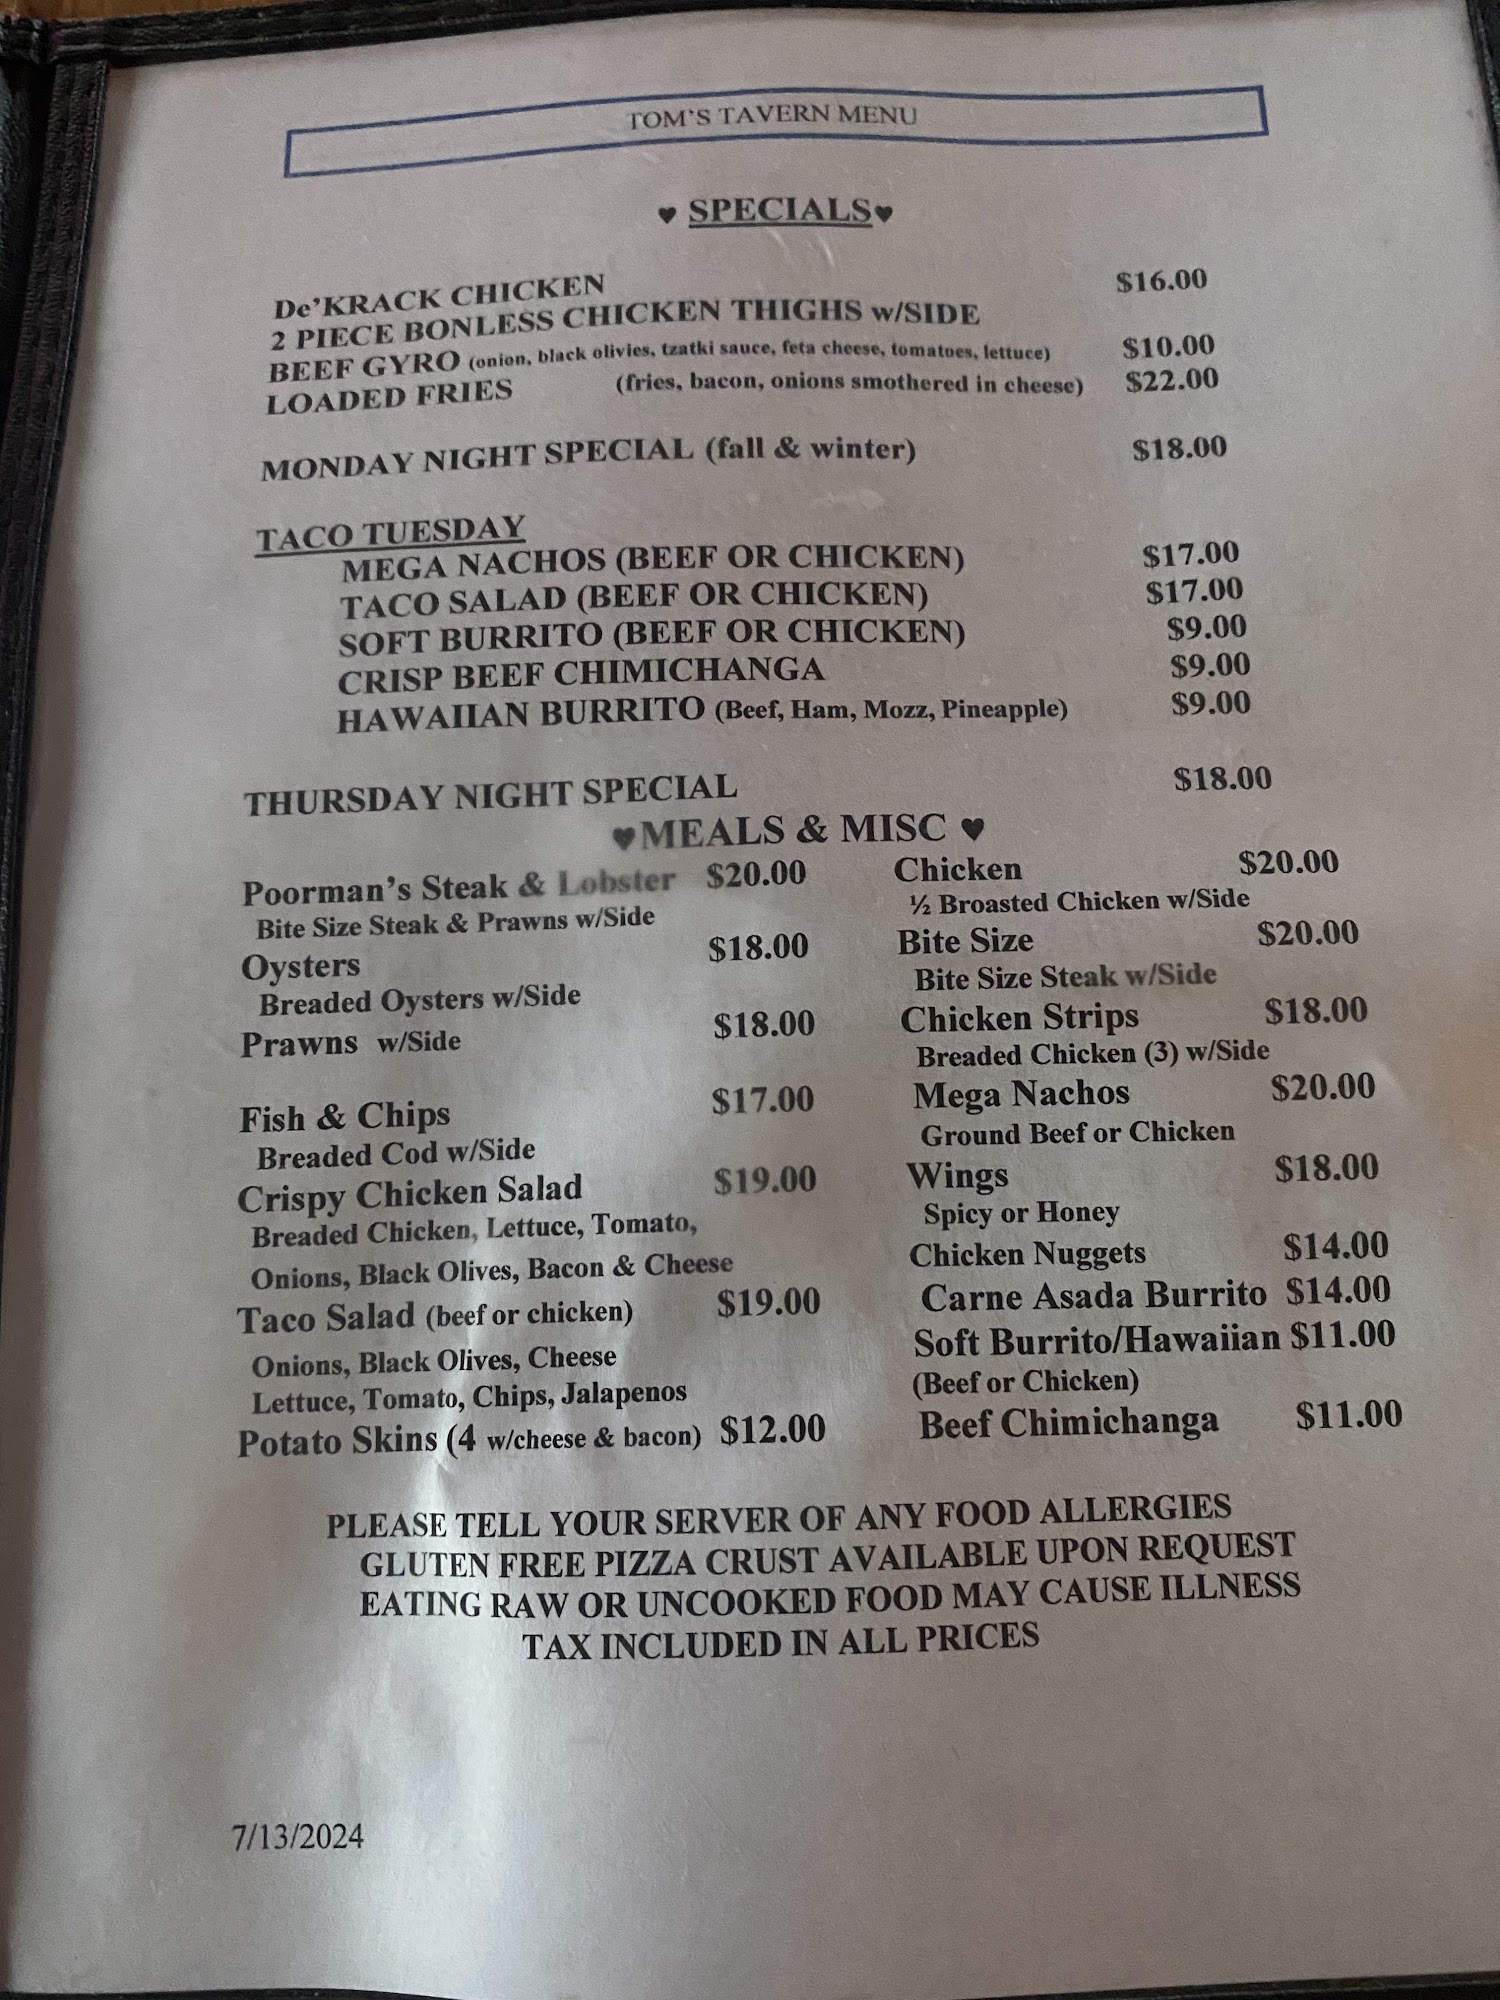 TOM'S TAVERN MENU
♥ SPECIALS♥
De'KRACK CHICKEN $16.00
2 PIECE BONLESS CHICKEN THIGHS w/SIDE
BEEF GYRO (onion, black olivies, tzatki sauce, feta cheese, tomatoes, lettuce) $10.00
LOADED FRIES (fries, bacon, onions smothered in cheese) $22.00
MONDAY NIGHT SPECIAL (fall & winter) $18.00
TACO TUESDAY
MEGA NACHOS (BEEF OR CHICKEN) $17.00
TACO SALAD (BEEF OR CHICKEN) $17.00
SOFT BURRITO (BEEF OR CHICKEN) $9.00
CRISP BEEF CHIMICHANGA $9.00
HAWAIIAN BURRITO (Beef, Ham, Mozz, Pineapple) $9.00
THURSDAY NIGHT SPECIAL $18.00
♥MEALS & MISC ♥
Poorman's Steak & Lobster $20.00
Bite Size Steak & Prawns w/Side
Oysters $18.00
Breaded Oysters w/Side
Prawns w/Side $18.00
Fish & Chips $17.00
Breaded Cod w/Side
Crispy Chicken Salad $19.00
Breaded Chicken, Lettuce, Tomato,
Onions, Black Olives, Bacon & Cheese
Taco Salad (beef or chicken) $19.00
Onions, Black Olives, Cheese
Lettuce, Tomato, Chips, Jalapenos
Potato Skins (4 w/cheese & bacon) $12.00
Chicken $20.00
½ Broasted Chicken w/Side
Bite Size $20.00
Bite Size Steak w/Side
Chicken Strips $18.00
Breaded Chicken (3) w/Side
Mega Nachos $20.00
Ground Beef or Chicken
Wings $18.00
Spicy or Honey
Chicken Nuggets $14.00
Carne Asada Burrito $14.00
Soft Burrito/Hawaiian $11.00
(Beef or Chicken)
Beef Chimichanga $11.00
PLEASE TELL YOUR SERVER OF ANY FOOD ALLERGIES
GLUTEN FREE PIZZA CRUST AVAILABLE UPON REQUEST
EATING RAW OR UNCOOKED FOOD MAY CAUSE ILLNESS
TAX INCLUDED IN ALL PRICES
7/13/2024